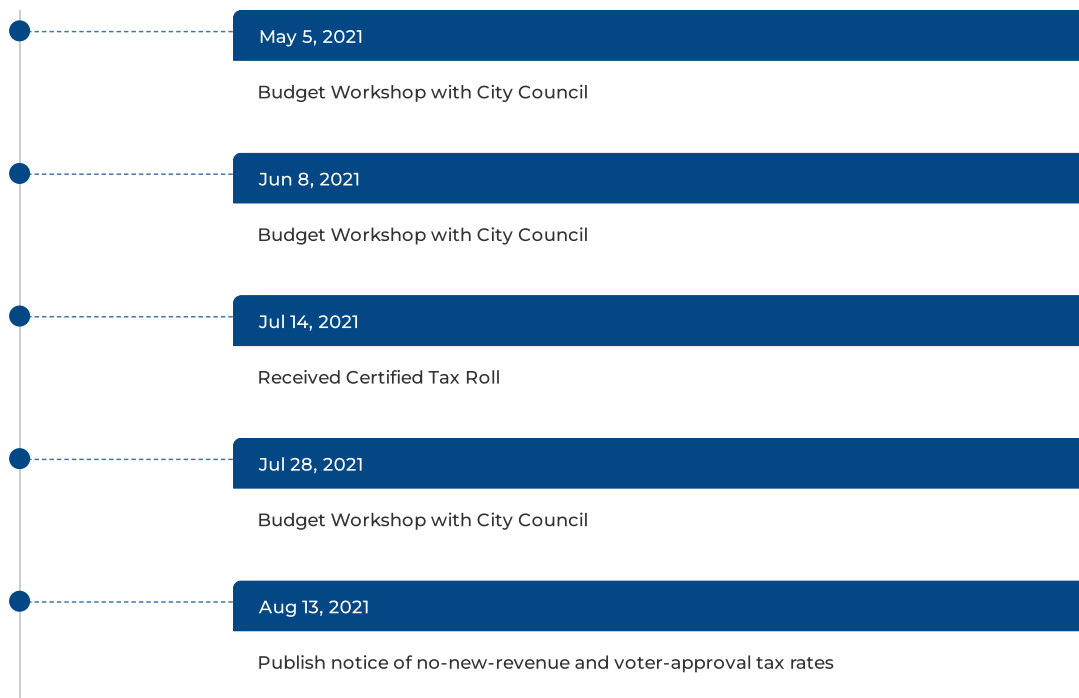 May 5, 2021
Budget Workshop with City Council
Jun 8, 2021
Budget Workshop with City Council
Jul 14, 2021
Received Certified Tax Roll
Jul 28, 2021
Budget Workshop with City Council
Aug 13, 2021
Publish notice of no-new-revenue and voter-approval tax rates